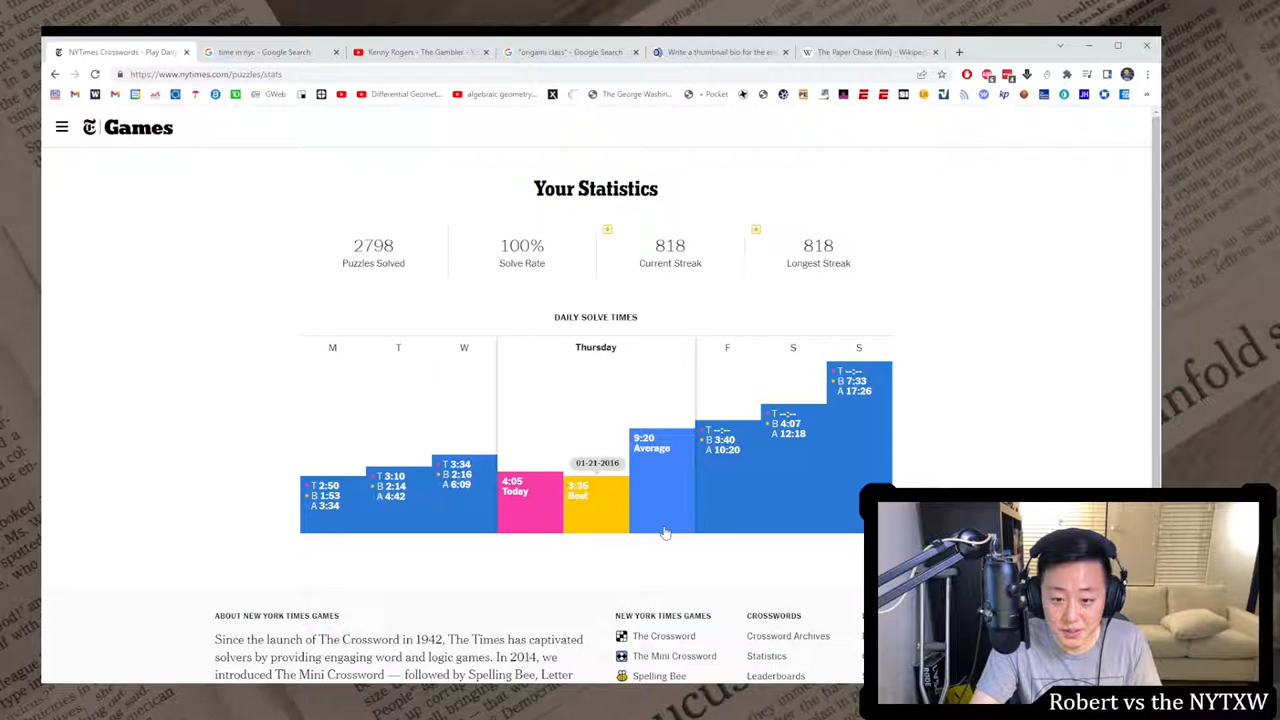 NYTimes Crosswords - Play Daily
time in nyc - Google Search
Kenny Rogers - The Gambler -
"origami class" - Google Search
Write a thumbnail bio for the
The Paper Chase (film) - Wikiped
https://www.nytimes.com/puzzles/stats
GWeb
Differential Geomet...
algebraic geometry...
The George Washin...
Pocket
Games
Your Statistics
2798
Puzzles Solved
100%
Solve Rate
818
Current Streak
818
Longest Streak
DAILY SOLVE TIMES
M T W Thursday F S S
T 2:50
B 1:53
A 3:34
T 3:10
B 2:14
A 4:42
T 3:34
B 2:16
A 6:09
4:05
Today
01-21-2016
3:35
Best
9:20
Average
T --:--
B 3:40
A 10:20
T --:--
B 4:07
A 12:18
T --:--
B 7:33
A 17:26
ABOUT NEW YORK TIMES GAMES
Since the launch of The Crossword in 1942, The Times has captivated
solvers by providing engaging word and logic games. In 2014, we
introduced The Mini Crossword — followed by Spelling Bee, Letter
NEW YORK TIMES GAMES
The Crossword
The Mini Crossword
Spelling Bee
CROSSWORDS
Crossword Archives
Statistics
Leaderboards
Robert vs the NYTXW